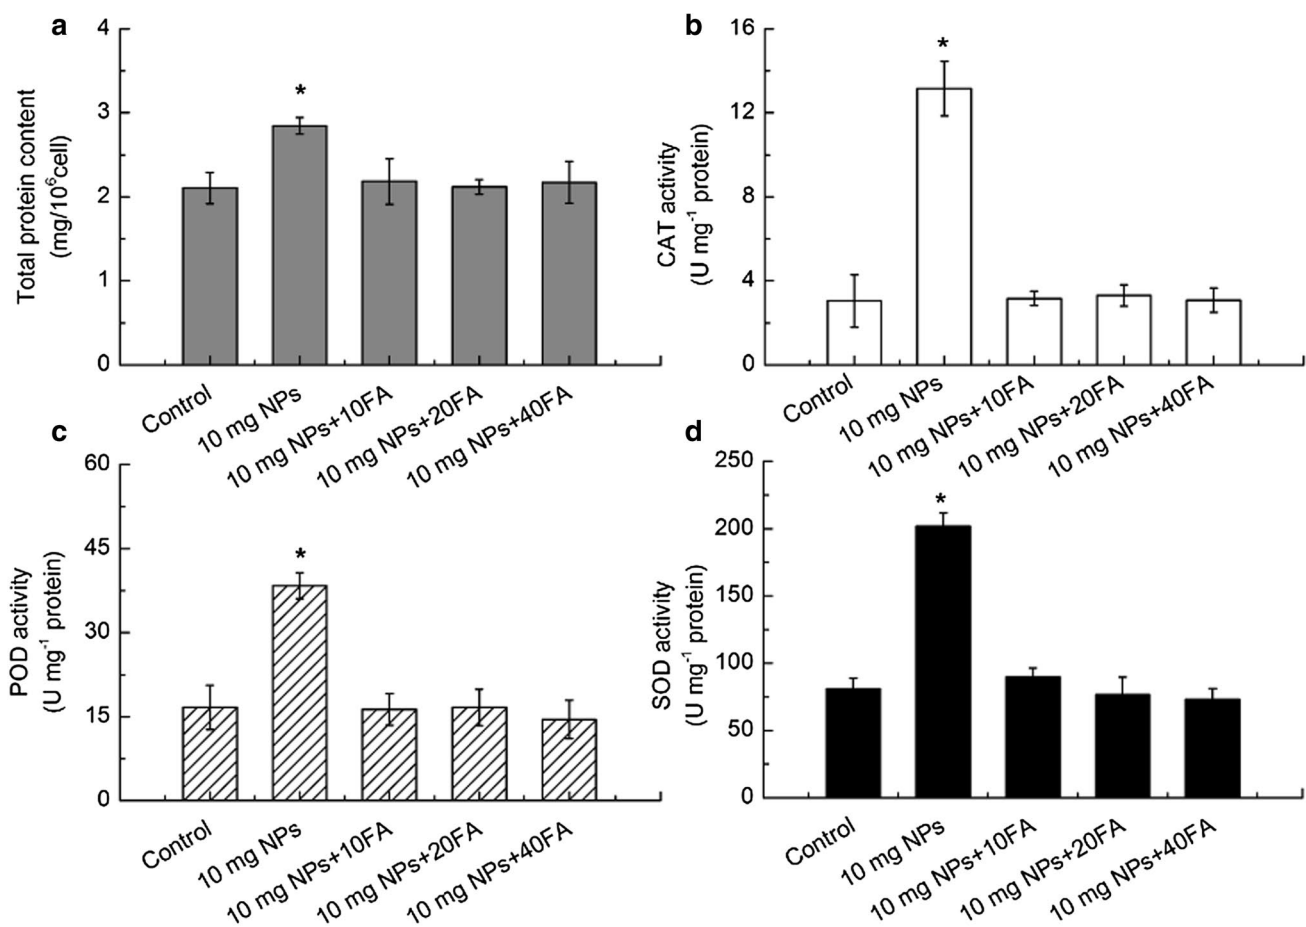 a
4
3
2
1
0
Total protein content
(mg/10⁶cell)
*
Control
10 mg NPs
10 mg NPs+10FA
10 mg NPs+20FA
10 mg NPs+40FA
b
16
12
8
4
0
CAT activity
(U mg⁻¹ protein)
*
Control
10 mg NPs
10 mg NPs+10FA
10 mg NPs+20FA
10 mg NPs+40FA
c
60
45
30
15
0
POD activity
(U mg⁻¹ protein)
*
Control
10 mg NPs
10 mg NPs+10FA
10 mg NPs+20FA
10 mg NPs+40FA
d
250
200
150
100
50
0
SOD activity
(U mg⁻¹ protein)
*
Control
10 mg NPs
10 mg NPs+10FA
10 mg NPs+20FA
10 mg NPs+40FA